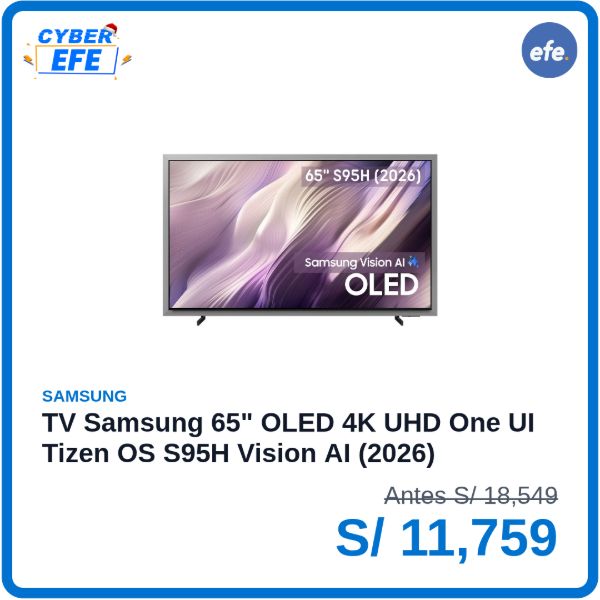 CYBER
EFE
efe.
65" S95H (2026)
Samsung Vision AI
OLED
SAMSUNG
TV Samsung 65" OLED 4K UHD One UI
Tizen OS S95H Vision AI (2026)
Antes S/ 18,549
S/ 11,759